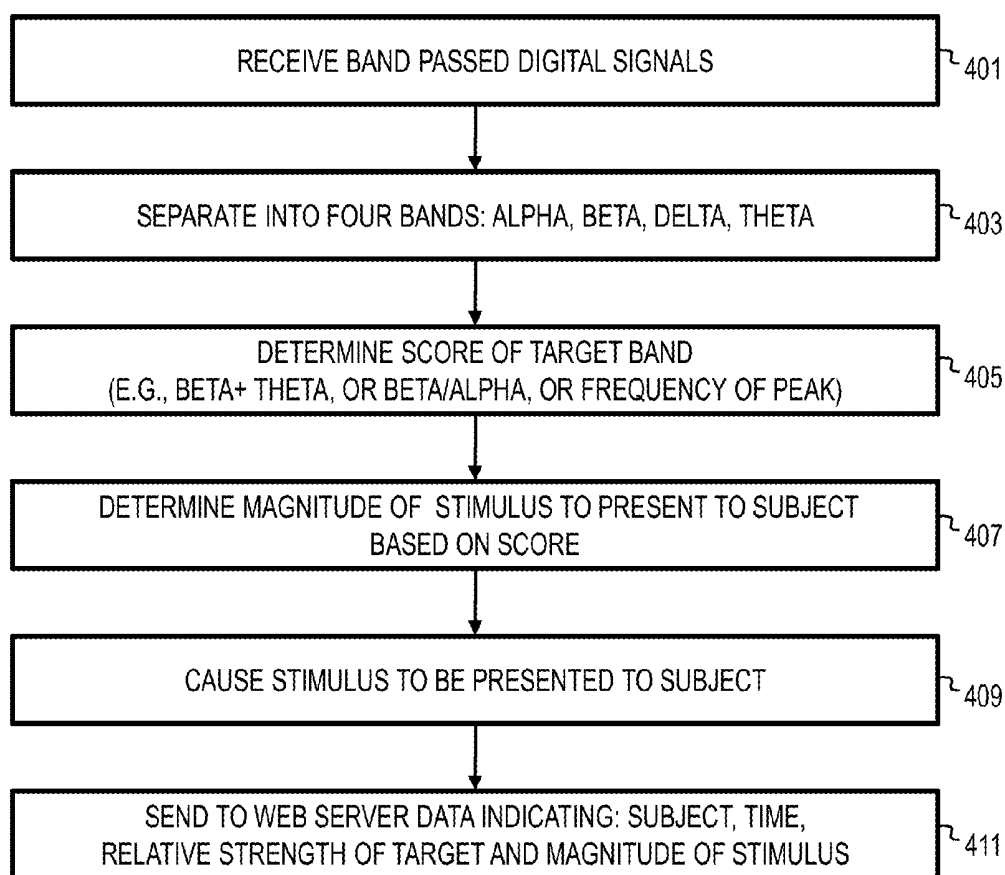 RECEIVE BAND PASSED DIGITAL SIGNALS
401
SEPARATE INTO FOUR BANDS: ALPHA, BETA, DELTA, THETA
403
DETERMINE SCORE OF TARGET BAND
(E.G., BETA+ THETA, OR BETA/ALPHA, OR FREQUENCY OF PEAK)
405
DETERMINE MAGNITUDE OF STIMULUS TO PRESENT TO SUBJECT
BASED ON SCORE
407
CAUSE STIMULUS TO BE PRESENTED TO SUBJECT
409
SEND TO WEB SERVER DATA INDICATING: SUBJECT, TIME,
RELATIVE STRENGTH OF TARGET AND MAGNITUDE OF STIMULUS
411